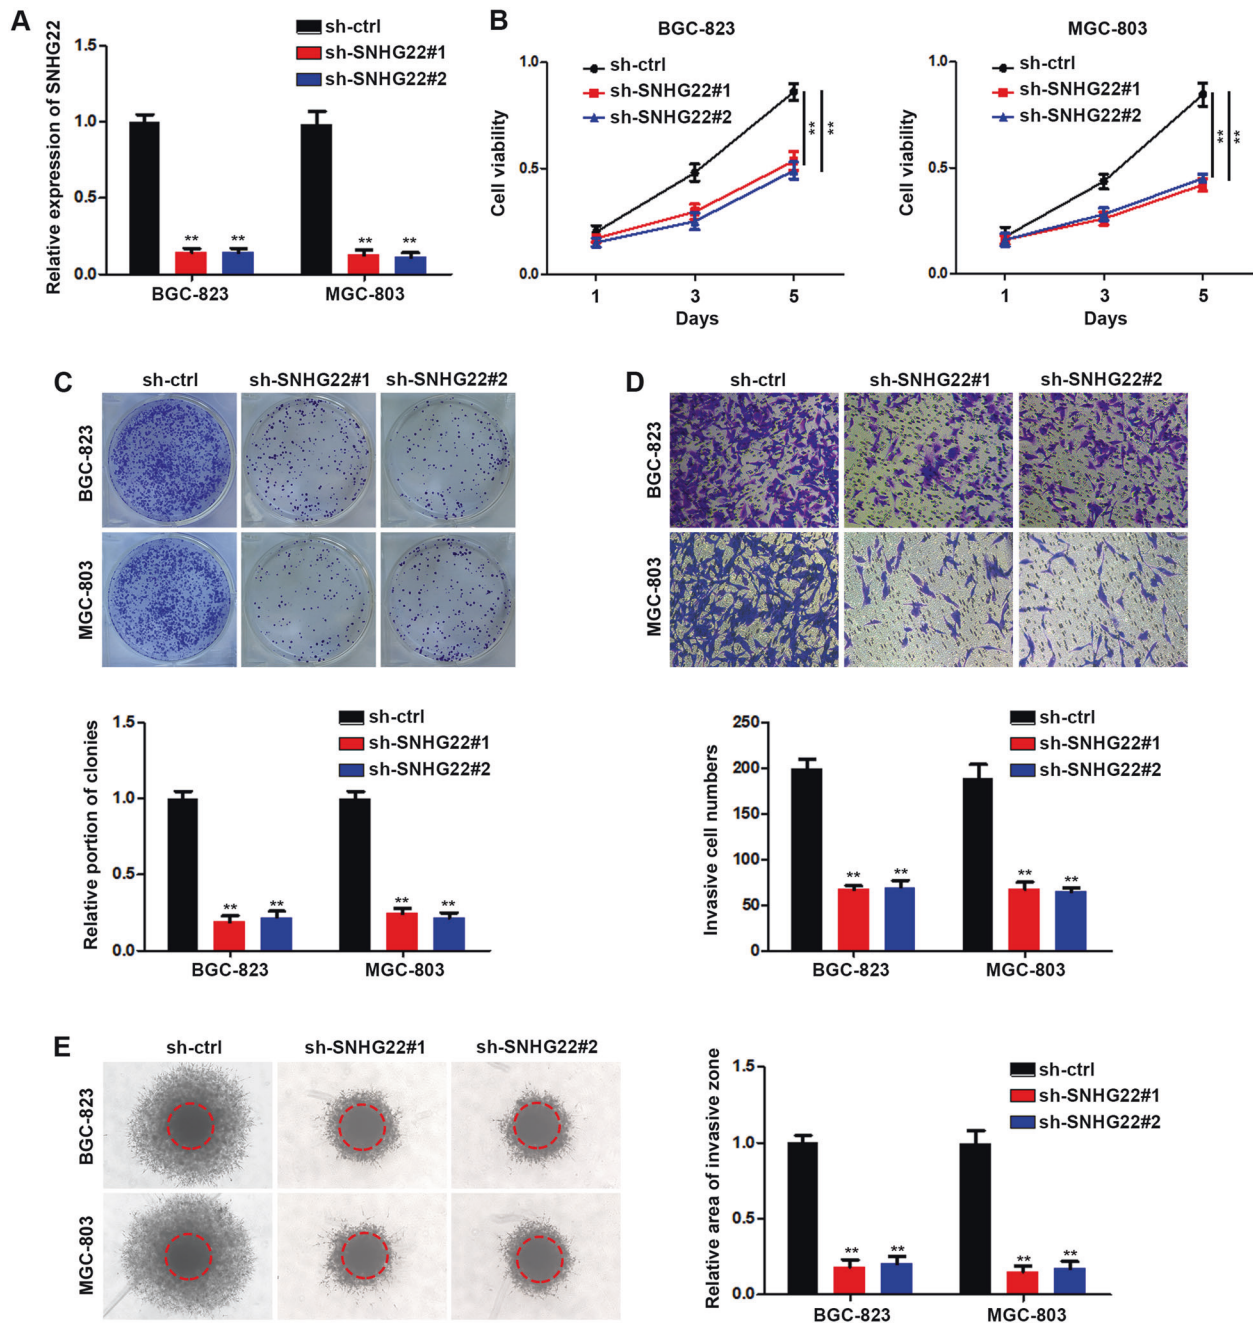 A
Relative expression of SNHG22
1.5
1.0
0.5
0.0
sh-ctrl
sh-SNHG22#1
sh-SNHG22#2
** ** ** **
BGC-823 MGC-803
B
BGC-823
Cell viability
1.0
0.5
0.0
sh-ctrl
sh-SNHG22#1
sh-SNHG22#2
** **
1 3 5
Days
MGC-803
Cell viability
1.0
0.5
0.0
sh-ctrl
sh-SNHG22#1
sh-SNHG22#2
** **
1 3 5
Days
C
sh-ctrl sh-SNHG22#1 sh-SNHG22#2
BGC-823
MGC-803
Relative portion of clonies
1.5
1.0
0.5
0.0
sh-ctrl
sh-SNHG22#1
sh-SNHG22#2
** ** ** **
BGC-823 MGC-803
D
sh-ctrl sh-SNHG22#1 sh-SNHG22#2
BGC-823
MGC-803
Invasive cell numbers
250
200
150
100
50
0
sh-ctrl
sh-SNHG22#1
sh-SNHG22#2
** ** ** **
BGC-823 MGC-803
E
sh-ctrl sh-SNHG22#1 sh-SNHG22#2
BGC-823
MGC-803
Relative area of invasive zone
1.5
1.0
0.5
0.0
sh-ctrl
sh-SNHG22#1
sh-SNHG22#2
** ** ** **
BGC-823 MGC-803